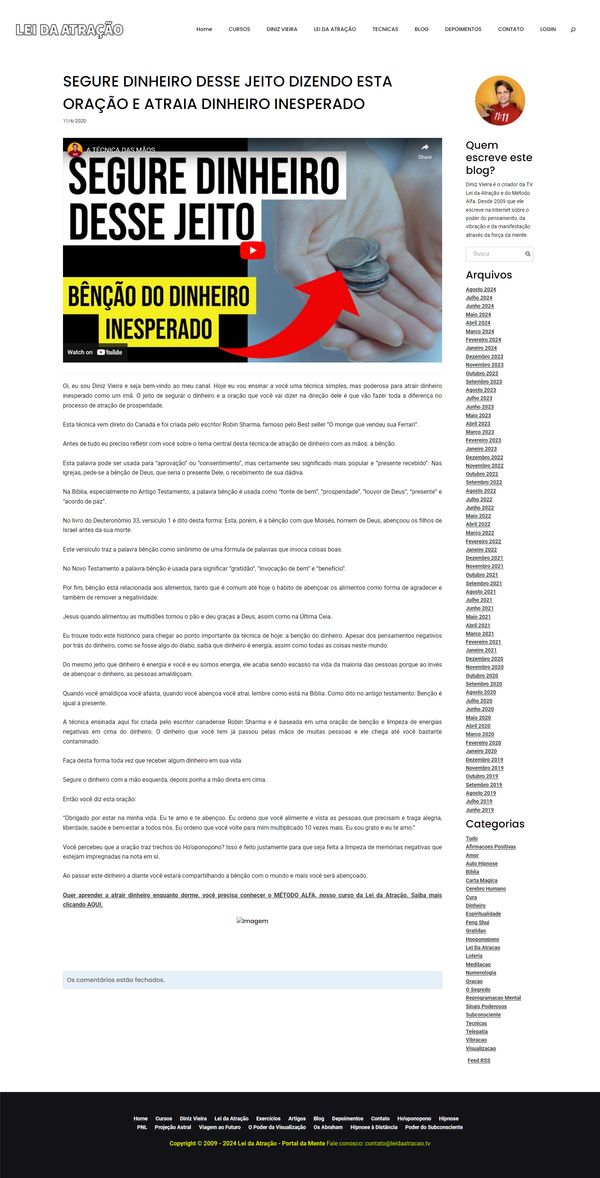 LEI DA ATRAÇÃO
Home CURSOS DINIZ VIEIRA LEI DA ATRAÇÃO TECNICAS BLOG DEPOIMENTOS CONTATO LOGIN
SEGURE DINHEIRO DESSE JEITO DIZENDO ESTA
ORAÇÃO E ATRAIA DINHEIRO INESPERADO
11/6/2020
A TÉCNICA DAS MÃOS
Share
SEGURE DINHEIRO
DESSE JEITO
BÊNÇÃO DO DINHEIRO
INESPERADO
Watch on YouTube
Oi, eu sou Diniz Vieira e seja bem-vindo ao meu canal. Hoje eu vou ensinar a você uma técnica simples, mas poderosa para atrair dinheiro
inesperado como um imã. O jeito de segurar o dinheiro e a oração que você vai dizer na direção dele é que vão fazer toda a diferença no
processo de atração de prosperidade.
Esta técnica vem direto do Canadá e foi criada pelo escritor Robin Sharma, famoso pelo Best seller "O monge que vendeu sua Ferrari".
Antes de tudo eu preciso refletir com você sobre o tema central desta técnica de atração de dinheiro com as mãos: a bênção.
Esta palavra pode ser usada para "aprovação" ou "consentimento", mas certamente seu significado mais popular e "presente recebido". Nas
igrejas, pede-se a bênção de Deus, que seria o presente Dele, o recebimento de sua dádiva.
Na Bíblia, especialmente no Antigo Testamento, a palavra bênção é usada como "fonte de bem", "prosperidade", "louvor de Deus", "presente" e
"acordo de paz".
No livro do Deuteronômio 33, versículo 1 é dito desta forma: Esta, porém, é a bênção com que Moisés, homem de Deus, abençoou os filhos de
Israel antes da sua morte.
Este versículo traz a palavra bênção como sinônimo de uma fórmula de palavras que invoca coisas boas.
No Novo Testamento a palavra bênção é usada para significar "gratidão", "invocação de bem" e "benefício".
Por fim, bênção está relacionada aos alimentos, tanto que é comum até hoje o hábito de abençoar os alimentos como forma de agradecer e
também de remover a negatividade.
Jesus quando alimentou as multidões tomou o pão e deu graças a Deus, assim como na Última Ceia.
Eu trouxe todo este histórico para chegar ao ponto importante da técnica de hoje: a benção do dinheiro. Apesar dos pensamentos negativos
por trás do dinheiro, como se fosse algo do diabo, saiba que dinheiro é energia, assim como todas as coisas neste mundo.
Do mesmo jeito que dinheiro é energia e você e eu somos energia, ele acaba sendo escasso na vida da maioria das pessoas porque ao invés
de abençoar o dinheiro, as pessoas amaldiçoam.
Quando você amaldiçoa você afasta, quando você abençoa você atrai, lembre como está na Bíblia. Como dito no antigo testamento: Benção é
igual à presente.
A técnica ensinada aqui foi criada pelo escritor canadense Robin Sharma e é baseada em uma oração de benção e limpeza de energias
negativas em cima do dinheiro. O dinheiro que você tem já passou pelas mãos de muitas pessoas e ele chega até você bastante
contaminado.
Faça desta forma toda vez que receber algum dinheiro em sua vida.
Segure o dinheiro com a mão esquerda, depois ponha a mão direta em cima.
Então você diz esta oração:
"Obrigado por estar na minha vida. Eu te amo e te abençoo. Eu ordeno que você alimente e vista as pessoas que precisam e traga alegria,
liberdade, saúde e bem-estar a todos nós. Eu ordeno que você volte para mim multiplicado 10 vezes mais. Eu sou grato e eu te amo."
Você percebeu que a oração traz trechos do Ho'oponopono? Isso é feito justamente para que seja feita a limpeza de memórias negativas que
estejam impregnadas na nota em si.
Ao passar este dinheiro a diante você estará compartilhando a bênção com o mundo e mais você será abençoado.
Quer aprender a atrair dinheiro enquanto dorme, você precisa conhecer o MÉTODO ALFA, nosso curso da Lei da Atração. Saiba mais
clicando AQUI.
Imagem
Os comentários estão fechados.
11:11
Quem
escreve este
blog?
Diniz Vieira é o criador da TV
Lei da Atração e do Método
Alfa. Desde 2009 que ele
escreve na Internet sobre o
poder do pensamento, da
vibração e da manifestação
através da força da mente.
Busca
Arquivos
Agosto 2024
Julho 2024
Junho 2024
Maio 2024
Abril 2024
Março 2024
Fevereiro 2024
Janeiro 2024
Dezembro 2023
Novembro 2023
Outubro 2023
Setembro 2023
Agosto 2023
Julho 2023
Junho 2023
Maio 2023
Abril 2023
Março 2023
Fevereiro 2023
Janeiro 2023
Dezembro 2022
Novembro 2022
Outubro 2022
Setembro 2022
Agosto 2022
Julho 2022
Junho 2022
Maio 2022
Abril 2022
Março 2022
Fevereiro 2022
Janeiro 2022
Dezembro 2021
Novembro 2021
Outubro 2021
Setembro 2021
Agosto 2021
Julho 2021
Junho 2021
Maio 2021
Abril 2021
Março 2021
Fevereiro 2021
Janeiro 2021
Dezembro 2020
Novembro 2020
Outubro 2020
Setembro 2020
Agosto 2020
Julho 2020
Junho 2020
Maio 2020
Abril 2020
Março 2020
Fevereiro 2020
Janeiro 2020
Dezembro 2019
Novembro 2019
Outubro 2019
Setembro 2019
Agosto 2019
Julho 2019
Junho 2019
Categorias
Tudo
Afirmacoes Positivas
Amor
Auto Hipnose
Bíblia
Carta Magica
Cerebro Humano
Cura
Dinheiro
Espiritualidade
Feng Shui
Gratidao
Hooponopono
Lei Da Atracao
Loteria
Meditacao
Numerologia
Oracao
O Segredo
Reprogramacao Mental
Sinais Poderosos
Subconsciente
Tecnicas
Telepatia
Vibracao
Visualizacao
Feed RSS
Home Cursos Diniz Vieira Lei da Atração Exercícios Artigos Blog Depoimentos Contato Ho'oponopono Hipnose
PNL Projeção Astral Viagem ao Futuro O Poder da Visualização Os Abraham Hipnose à Distância Poder do Subconsciente
Copyright © 2009 - 2024 Lei da Atração - Portal da Mente Fale conosco: contato@leidaatracao.tv